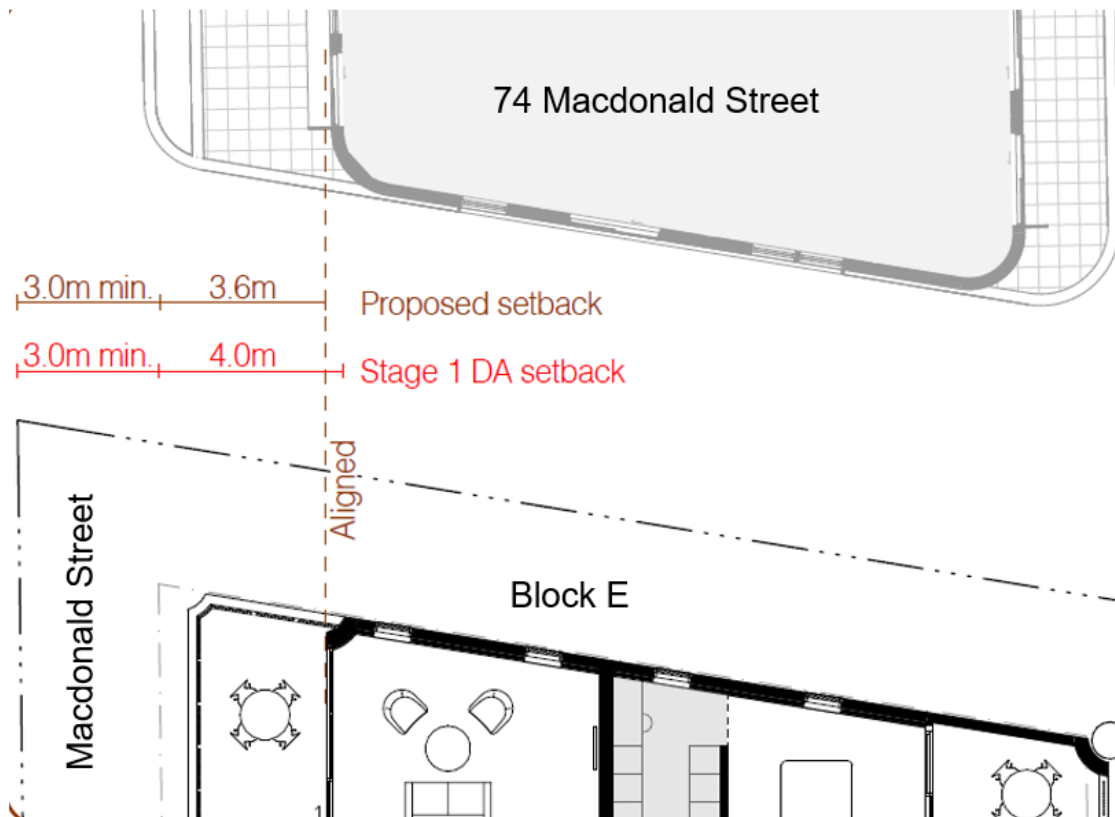 74 Macdonald Street
3.0m min. 3.6m Proposed setback
3.0m min. 4.0m Stage 1 DA setback
Aligned
Macdonald Street
Block E
1